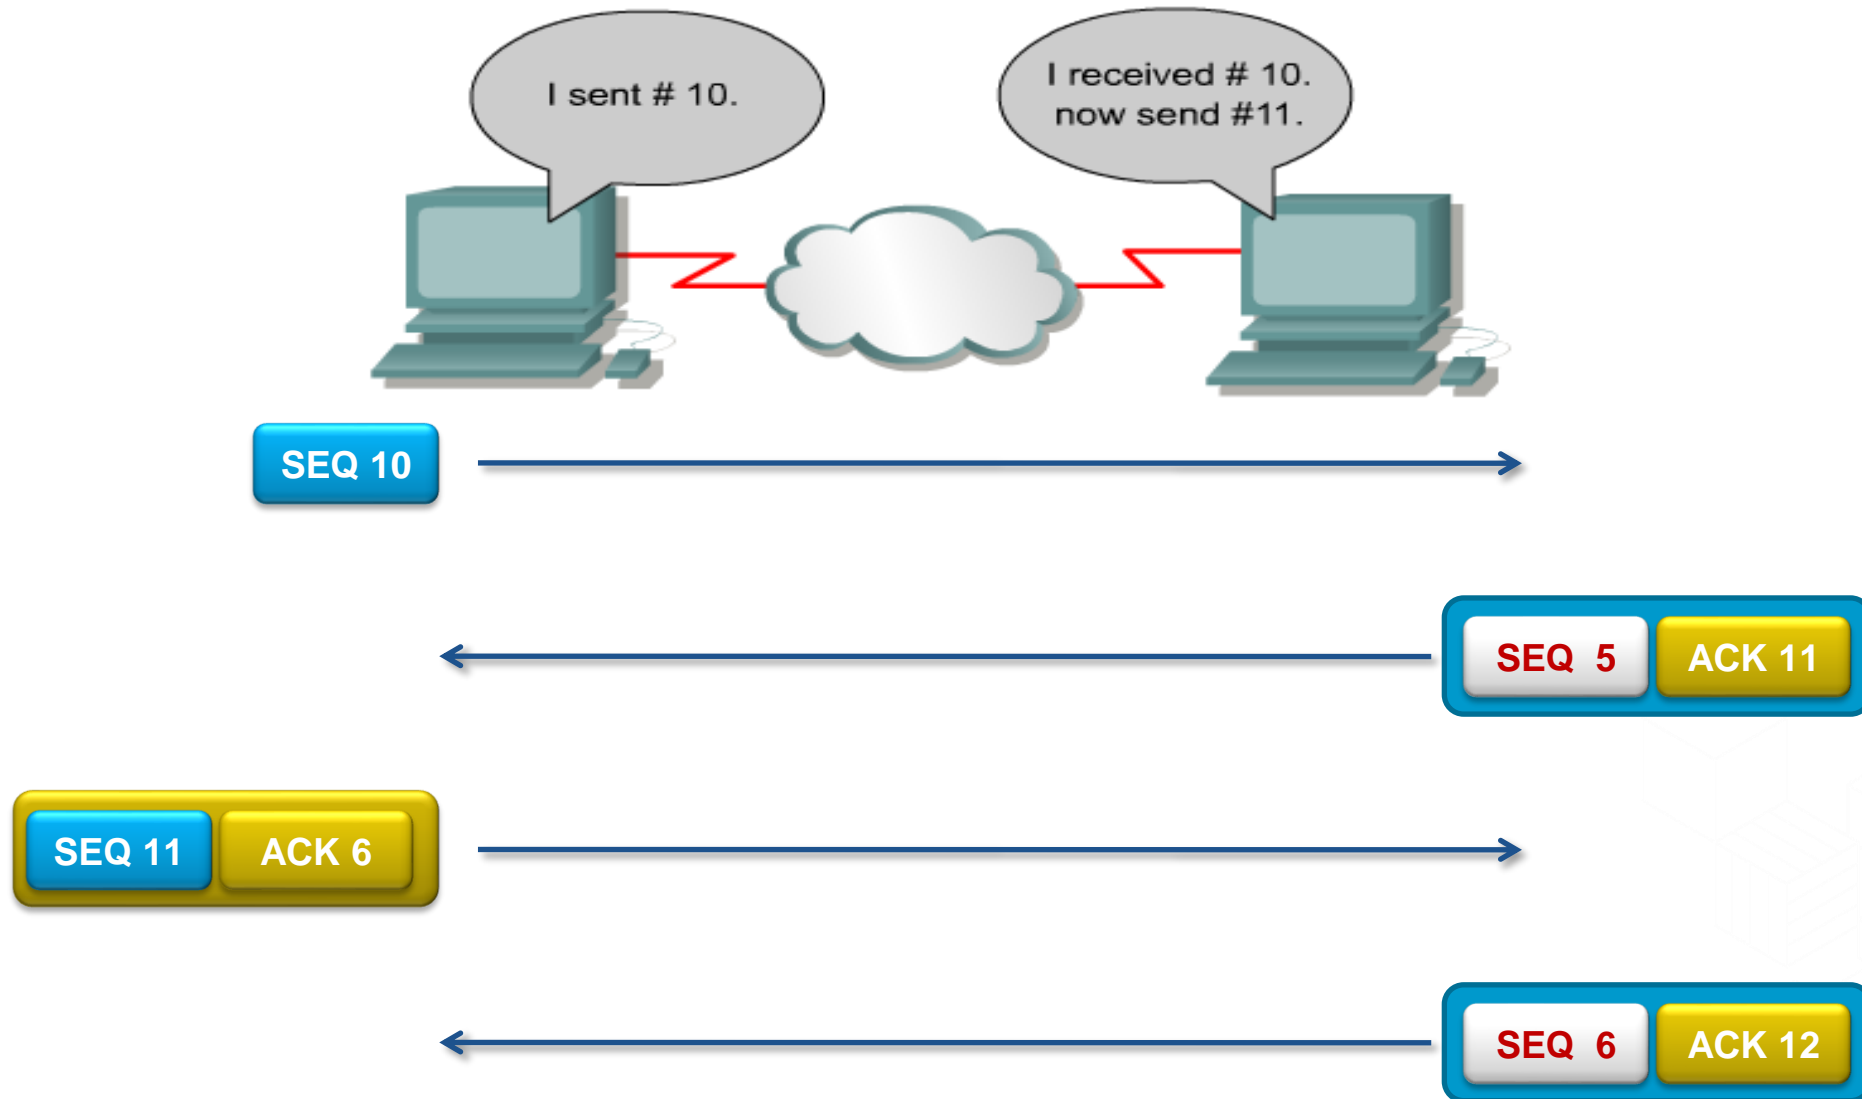 I sent # 10.
I received # 10.
now send #11.
SEQ 10
SEQ 5 ACK 11
SEQ 11 ACK 6
SEQ 6 ACK 12